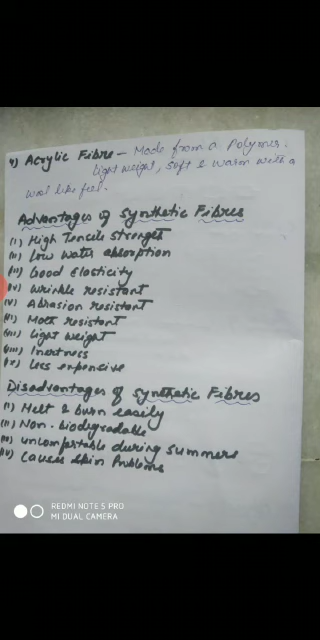 4) Acrylic Fibre - Made from a Polymer.
Light weight, soft & warm with a
wool like feel.
Advantages of Synthetic Fibres
(i) High Tensile strength
(ii) Low water absorption
(iii) Good Elasticity
(iv) Wrinkle resistant
(v) Abrasion resistant
(vi) Moth resistant
(vii) Light weight
(viii) Inertness
(ix) Less expensive
Disadvantages of Synthetic Fibres
(i) Melt & burn easily
(ii) Non-biodegradable
(iii) uncomfortable during summers
(iv) Causes Skin Problems
REDMI NOTE 5 PRO
MI DUAL CAMERA